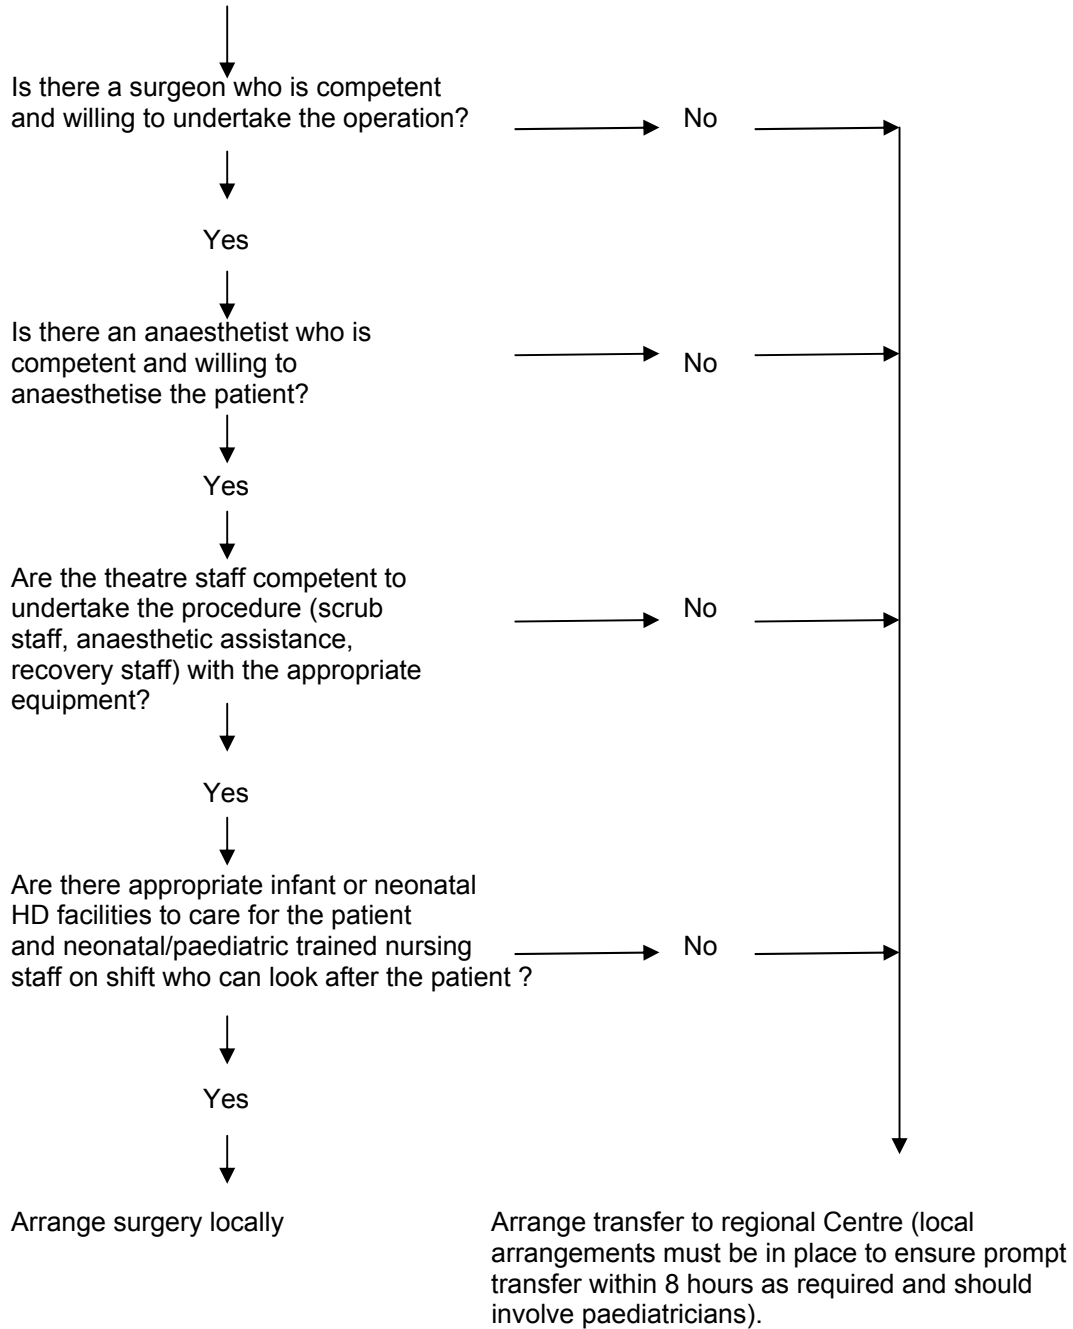 Is there a surgeon who is competent
and willing to undertake the operation?
No
Yes
Is there an anaesthetist who is
competent and willing to
anaesthetise the patient?
No
Yes
Are the theatre staff competent to
undertake the procedure (scrub
staff, anaesthetic assistance,
recovery staff) with the appropriate
equipment?
No
Yes
Are there appropriate infant or neonatal
HD facilities to care for the patient
and neonatal/paediatric trained nursing
staff on shift who can look after the patient ?
No
Yes
Arrange surgery locally
Arrange transfer to regional Centre (local
arrangements must be in place to ensure prompt
transfer within 8 hours as required and should
involve paediatricians).